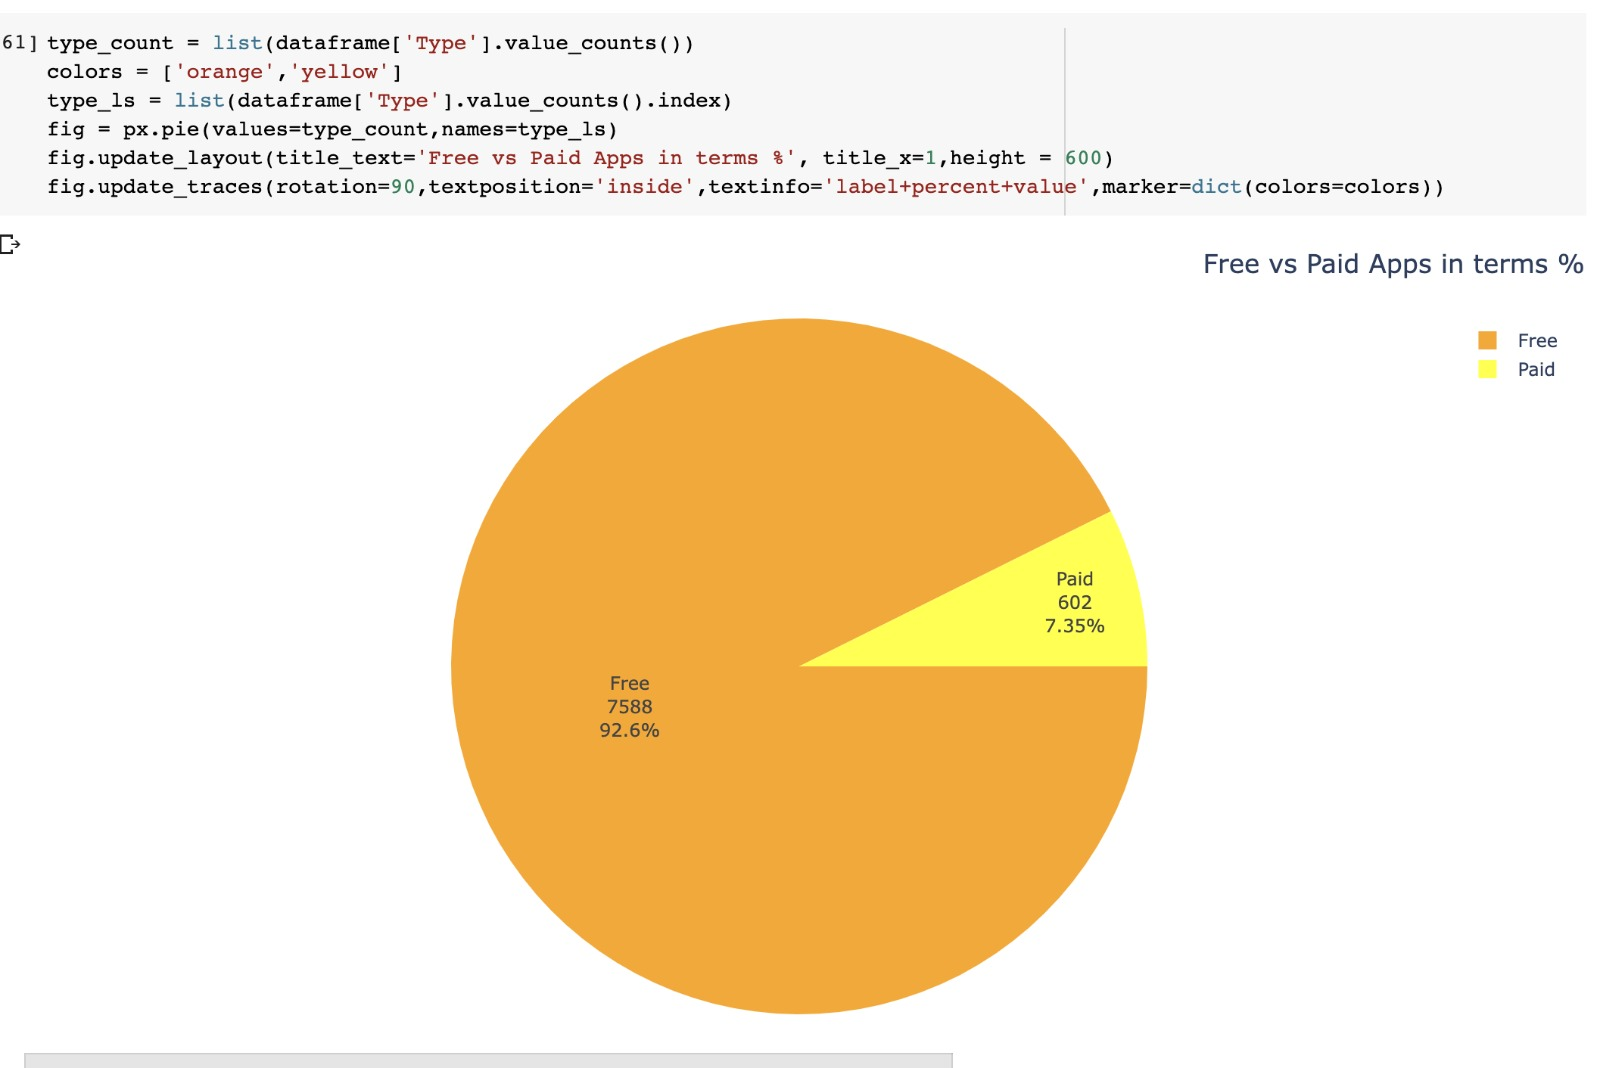 61] type_count = list(dataframe['Type'].value_counts())
colors = ['orange','yellow']
type_ls = list(dataframe['Type'].value_counts().index)
fig = px.pie(values=type_count,names=type_ls)
fig.update_layout(title_text='Free vs Paid Apps in terms %', title_x=1,height = 600)
fig.update_traces(rotation=90,textposition='inside',textinfo='label+percent+value',marker=dict(colors=colors))
Free vs Paid Apps in terms %
Free
Paid
Paid
602
7.35%
Free
7588
92.6%